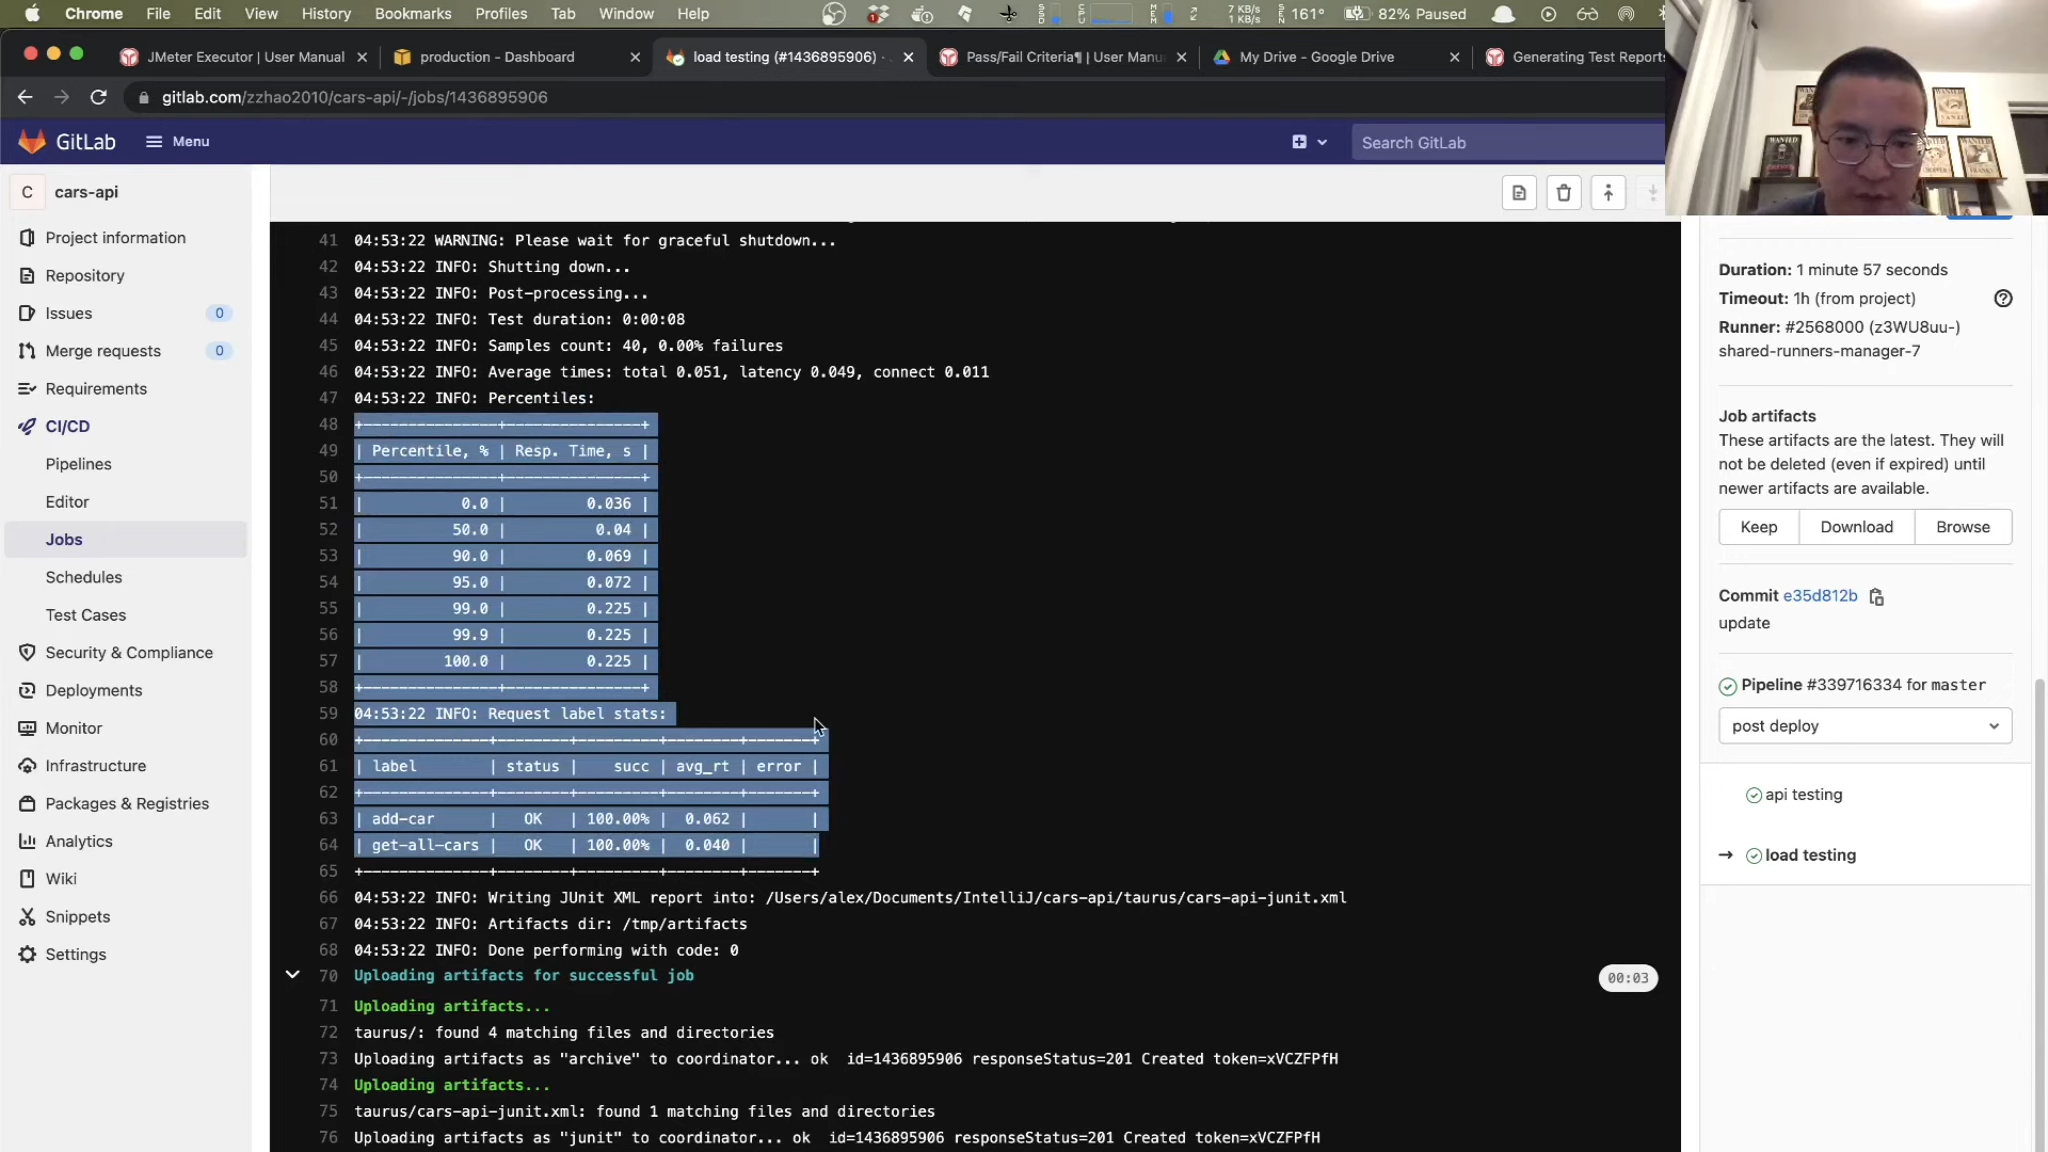 Chrome File Edit View History Bookmarks Profiles Tab Window Help 7 KB/s 1 KB/s 161° 82% Paused
JMeter Executor | User Manual production - Dashboard load testing (#1436895906) · Pass/Fail Criteria¶ | User Manu My Drive - Google Drive Generating Test Reports
gitlab.com/zzhao2010/cars-api/-/jobs/1436895906
GitLab Menu Search GitLab
C cars-api
Project information
Repository
Issues 0
Merge requests 0
Requirements
CI/CD
Pipelines
Editor
Jobs
Schedules
Test Cases
Security & Compliance
Deployments
Monitor
Infrastructure
Packages & Registries
Analytics
Wiki
Snippets
Settings
41 04:53:22 WARNING: Please wait for graceful shutdown...
42 04:53:22 INFO: Shutting down...
43 04:53:22 INFO: Post-processing...
44 04:53:22 INFO: Test duration: 0:00:08
45 04:53:22 INFO: Samples count: 40, 0.00% failures
46 04:53:22 INFO: Average times: total 0.051, latency 0.049, connect 0.011
47 04:53:22 INFO: Percentiles:
48 +---------------+---------------+
49 | Percentile, % | Resp. Time, s |
50 +---------------+---------------+
51 |           0.0 |         0.036 |
52 |          50.0 |          0.04 |
53 |          90.0 |         0.069 |
54 |          95.0 |         0.072 |
55 |          99.0 |         0.225 |
56 |          99.9 |         0.225 |
57 |         100.0 |         0.225 |
58 +---------------+---------------+
59 04:53:22 INFO: Request label stats:
60 +--------------+--------+---------+--------+-------+
61 | label        | status |    succ | avg_rt | error |
62 +--------------+--------+---------+--------+-------+
63 | add-car      |   OK   | 100.00% | 0.062  |       |
64 | get-all-cars |   OK   | 100.00% | 0.040  |       |
65 +--------------+--------+---------+--------+-------+
66 04:53:22 INFO: Writing JUnit XML report into: /Users/alex/Documents/IntelliJ/cars-api/taurus/cars-api-junit.xml
67 04:53:22 INFO: Artifacts dir: /tmp/artifacts
68 04:53:22 INFO: Done performing with code: 0
70 Uploading artifacts for successful job 00:03
71 Uploading artifacts...
72 taurus/: found 4 matching files and directories
73 Uploading artifacts as "archive" to coordinator... ok  id=1436895906 responseStatus=201 Created token=xVCZFPfH
74 Uploading artifacts...
75 taurus/cars-api-junit.xml: found 1 matching files and directories
76 Uploading artifacts as "junit" to coordinator... ok  id=1436895906 responseStatus=201 Created token=xVCZFPfH
Duration: 1 minute 57 seconds
Timeout: 1h (from project)
Runner: #2568000 (z3WU8uu-)
shared-runners-manager-7
Job artifacts
These artifacts are the latest. They will
not be deleted (even if expired) until
newer artifacts are available.
Keep Download Browse
Commit e35d812b
update
Pipeline #339716334 for master
post deploy
api testing
→ load testing